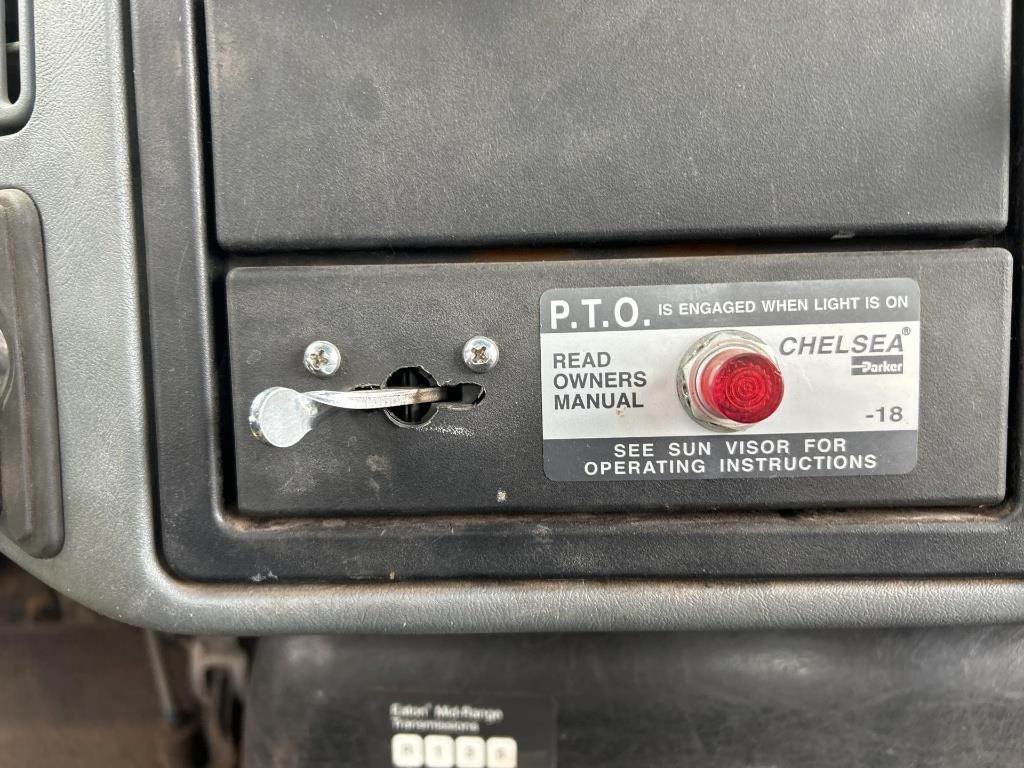 P.T.O. IS ENGAGED WHEN LIGHT IS ON
READ
OWNERS
MANUAL
CHELSEA®
Parker
-18
SEE SUN VISOR FOR
OPERATING INSTRUCTIONS
Eaton® Mid-Range
Transmissions